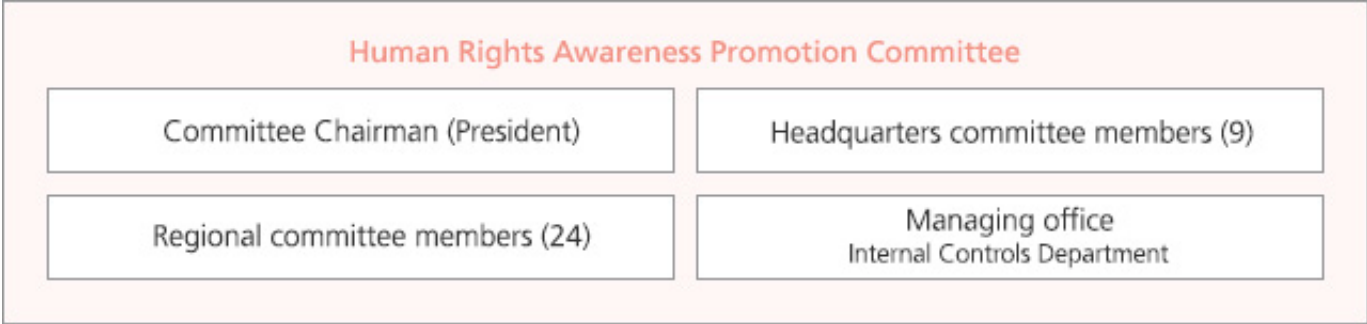 Human Rights Awareness Promotion Committee
Committee Chairman (President)
Headquarters committee members (9)
Regional committee members (24)
Managing office
Internal Controls Department